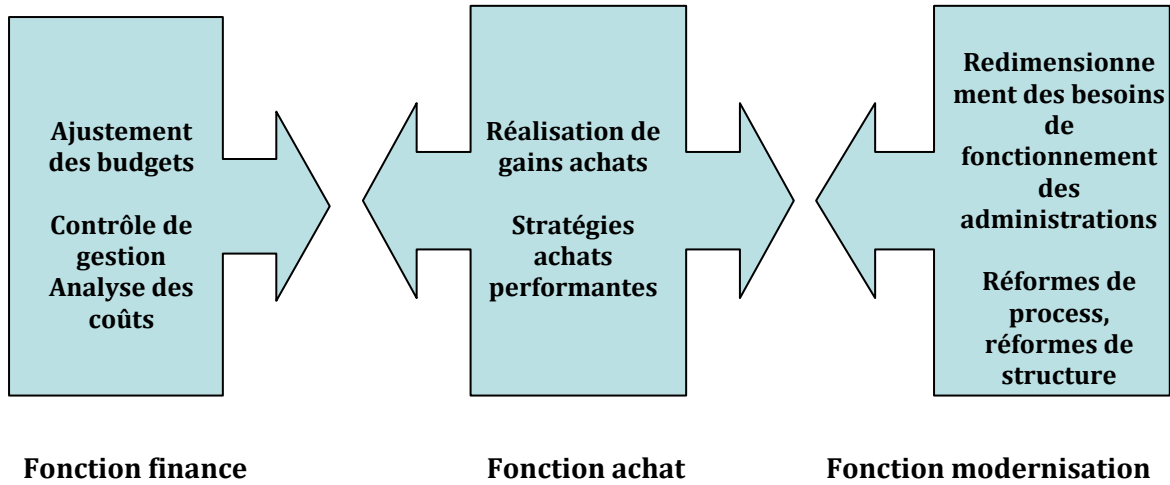 Ajustement
des budgets
Contrôle de
gestion
Analyse des
coûts
Réalisation de
gains achats
Stratégies
achats
performantes
Redimensionne
ment des besoins
de
fonctionnement
des
administrations
Réformes de
process,
réformes de
structure
Fonction finance
Fonction achat
Fonction modernisation